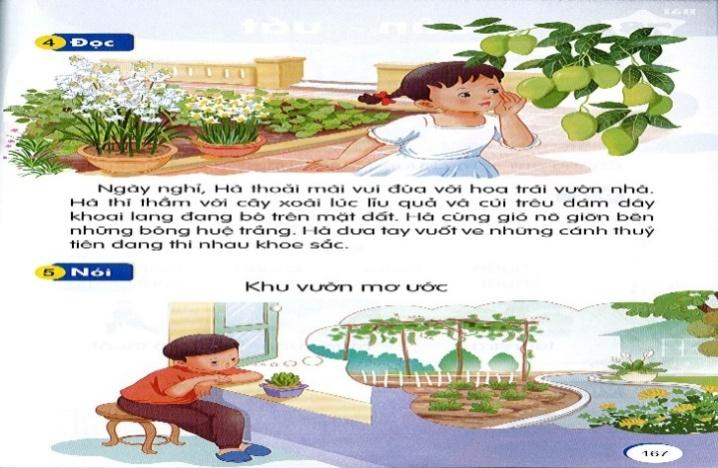 4 Đọc
Ngày nghỉ, Hà thoải mái vui đùa với hoa trái vườn nhà.
Hà thì thầm với cây xoài lúc lỉu quả và cúi trêu đám dây
khoai lang đang bò trên mặt đất. Hà cùng gió nô giỡn bên
những bông huệ trắng. Hà đưa tay vuốt ve những cánh thuỷ
tiên đang thi nhau khoe sắc.
5 Nói
Khu vườn mơ ước
167